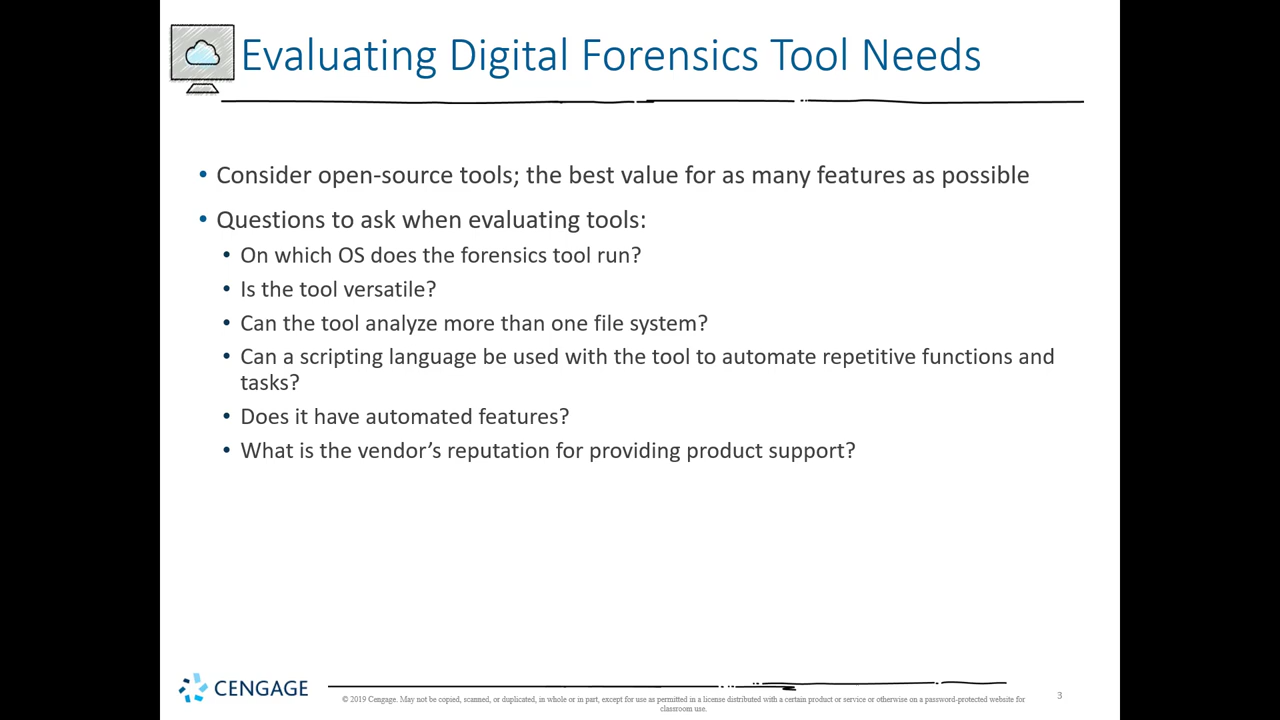 Evaluating Digital Forensics Tool Needs
• Consider open-source tools; the best value for as many features as possible
• Questions to ask when evaluating tools:
• On which OS does the forensics tool run?
• Is the tool versatile?
• Can the tool analyze more than one file system?
• Can a scripting language be used with the tool to automate repetitive functions and
tasks?
• Does it have automated features?
• What is the vendor’s reputation for providing product support?
CENGAGE
© 2019 Cengage. May not be copied, scanned, or duplicated, in whole or in part, except for use as permitted in a license distributed with a certain product or service or otherwise on a password-protected website for
classroom use.
3